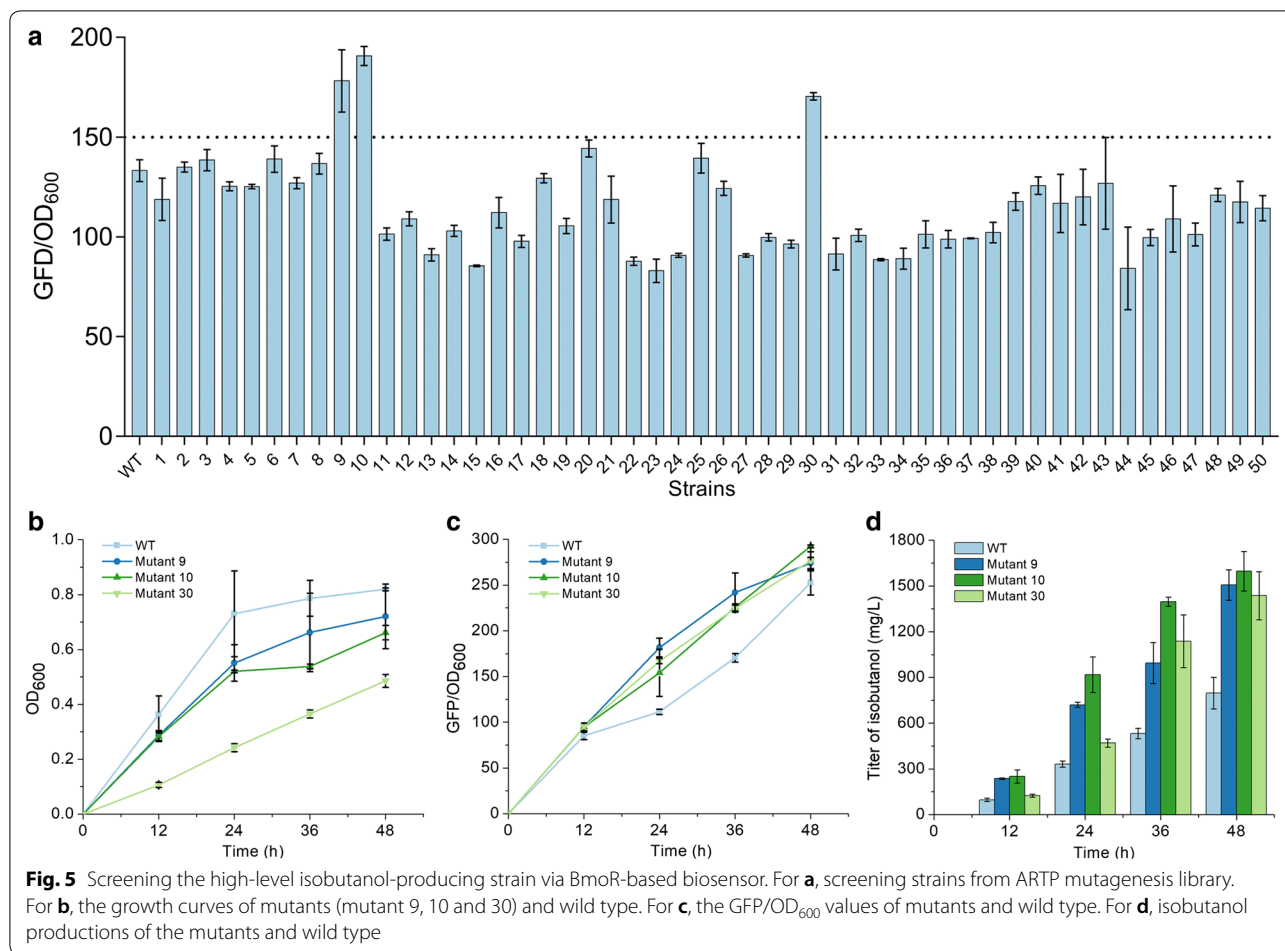 a
200
150
100
50
0
GFD/OD600
WT 1 2 3 4 5 6 7 8 9 10 11 12 13 14 15 16 17 18 19 20 21 22 23 24 25 26 27 28 29 30 31 32 33 34 35 36 37 38 39 40 41 42 43 44 45 46 47 48 49 50
Strains
b
WT
Mutant 9
Mutant 10
Mutant 30
1.0
0.8
0.6
0.4
0.2
0.0
OD600
0 12 24 36 48
Time (h)
c
WT
Mutant 9
Mutant 10
Mutant 30
300
250
200
150
100
50
0
GFP/OD600
0 12 24 36 48
Time (h)
d
WT
Mutant 9
Mutant 10
Mutant 30
1800
1500
1200
900
600
300
0
Titer of isobutanol (mg/L)
0 12 24 36 48
Time (h)
Fig. 5 Screening the high-level isobutanol-producing strain via BmoR-based biosensor. For a, screening strains from ARTP mutagenesis library.
For b, the growth curves of mutants (mutant 9, 10 and 30) and wild type. For c, the GFP/OD600 values of mutants and wild type. For d, isobutanol
productions of the mutants and wild type